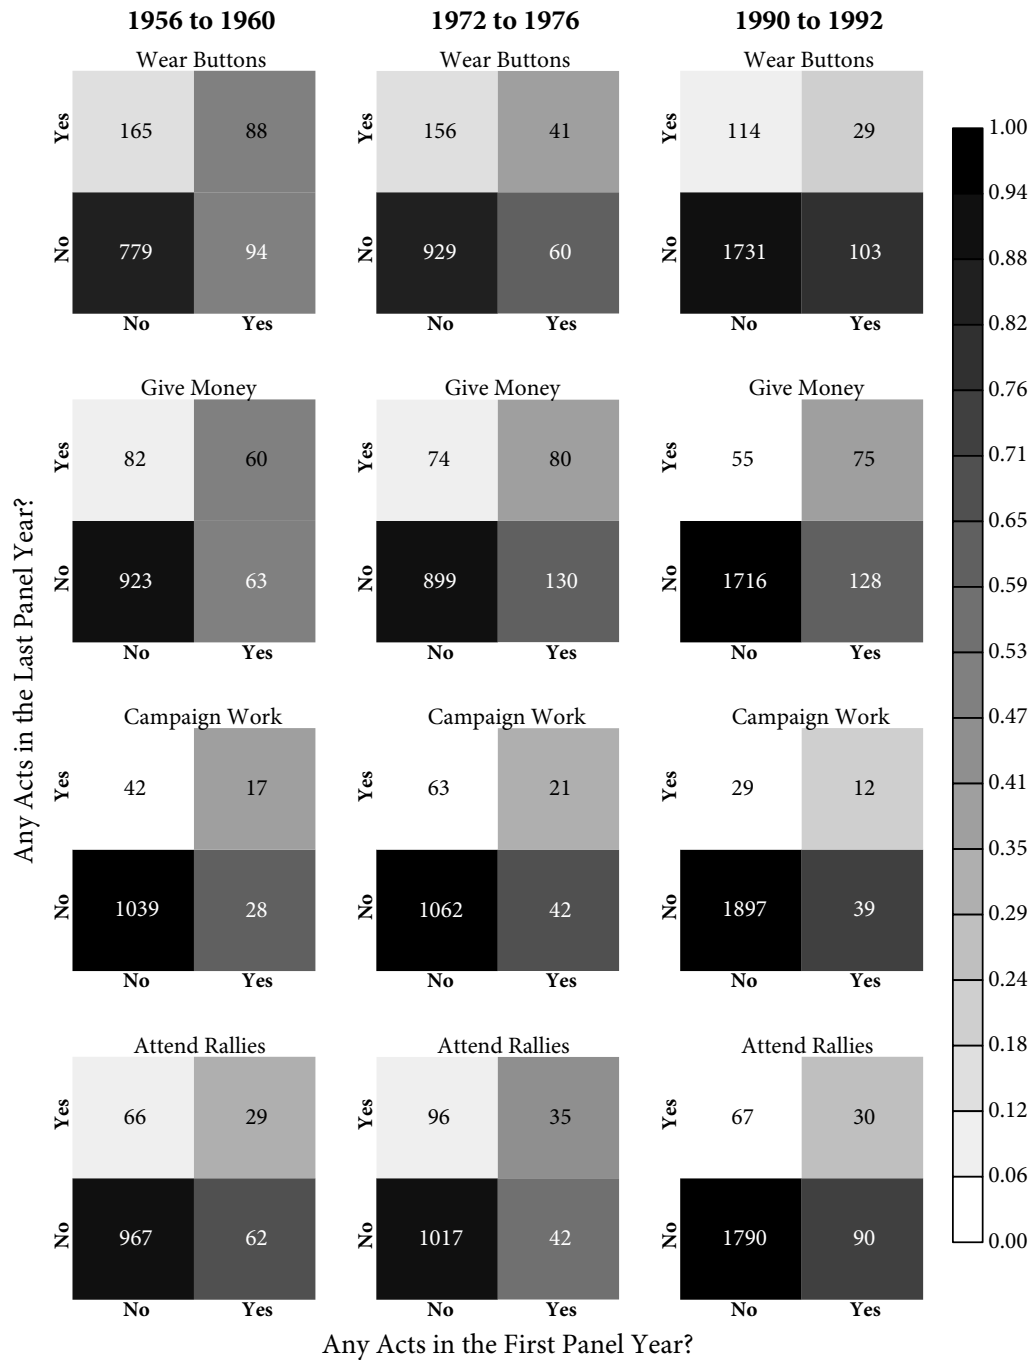 1956 to 1960 1972 to 1976 1990 to 1992
Wear Buttons Wear Buttons Wear Buttons
Yes 165 88 Yes 156 41 Yes 114 29
No 779 94 No 929 60 No 1731 103
No Yes No Yes No Yes
Give Money Give Money Give Money
Yes 82 60 Yes 74 80 Yes 55 75
No 923 63 No 899 130 No 1716 128
No Yes No Yes No Yes
Campaign Work Campaign Work Campaign Work
Yes 42 17 Yes 63 21 Yes 29 12
No 1039 28 No 1062 42 No 1897 39
No Yes No Yes No Yes
Attend Rallies Attend Rallies Attend Rallies
Yes 66 29 Yes 96 35 Yes 67 30
No 967 62 No 1017 42 No 1790 90
No Yes No Yes No Yes
Any Acts in the First Panel Year?
Any Acts in the Last Panel Year?
1.00
0.94
0.88
0.82
0.76
0.71
0.65
0.59
0.53
0.47
0.41
0.35
0.29
0.24
0.18
0.12
0.06
0.00